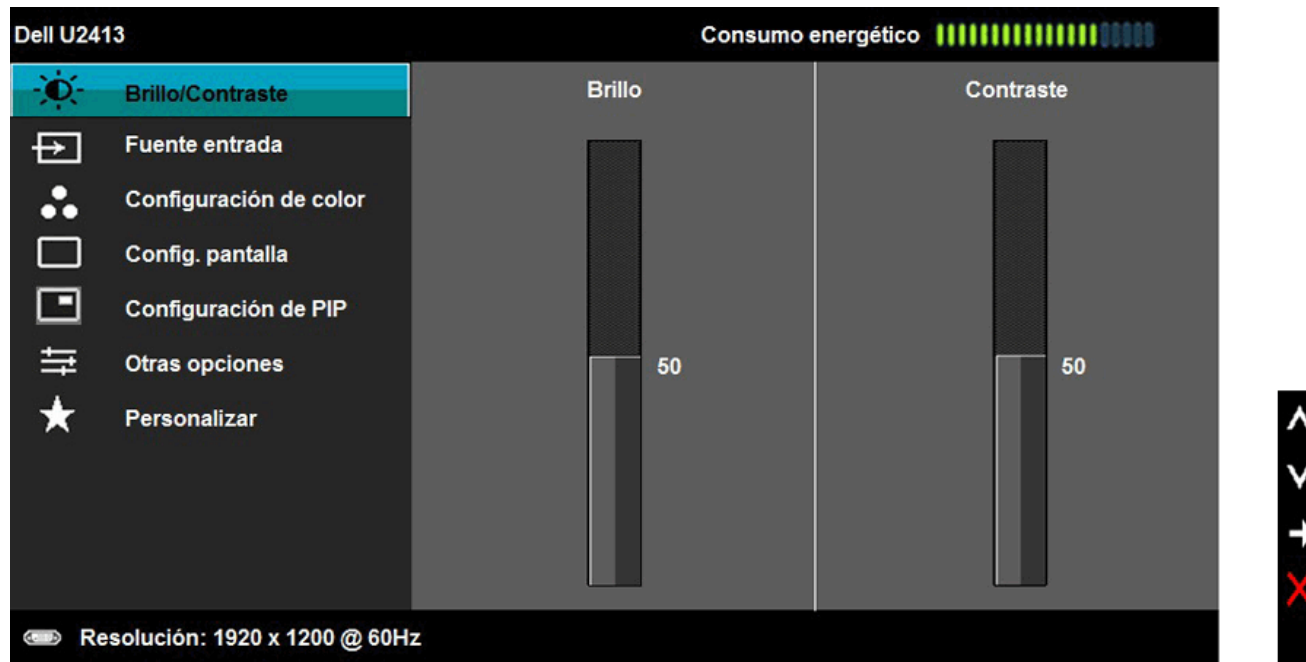 Dell U2413
Consumo energético
Brillo/Contraste
Fuente entrada
Configuración de color
Config. pantalla
Configuración de PIP
Otras opciones
Personalizar
Brillo
50
Contraste
50
Resolución: 1920 x 1200 @ 60Hz